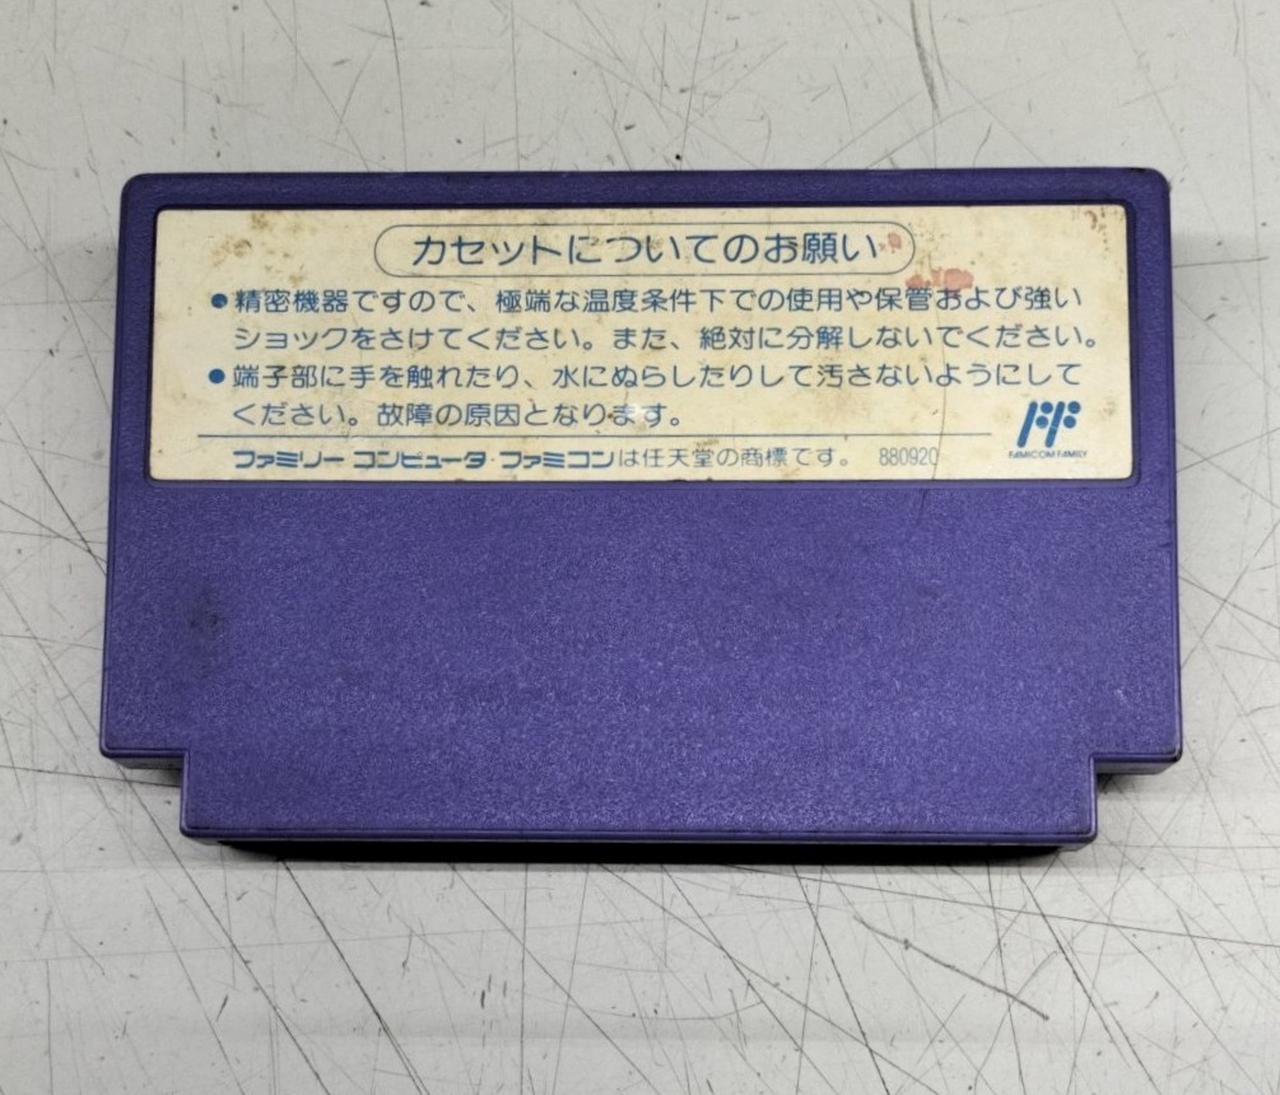 カセットについてのお願い
●精密機器ですので、極端な温度条件下での使用や保管および強い
ショックをさけてください。また、絶対に分解しないでください。
●端子部に手を触れたり、水にぬらしたりして汚さないようにして
ください。故障の原因となります。
FF
FAMICOM FAMILY
ファミリー コンピュータ・ファミコンは任天堂の商標です。 880920